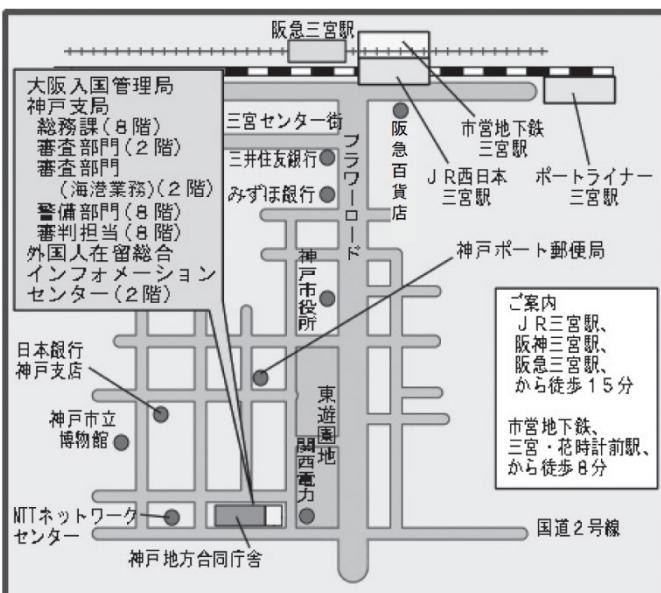 阪急三宮駅
大阪入国管理局
神戸支局
総務課(8階)
審査部門(2階)
審査部門
(海港業務)(2階)
警備部門(8階)
審判担当(8階)
外国人在留総合
インフォメーション
センター(2階)
三宮センター街
三井住友銀行
みずほ銀行
フラワーロード
阪急百貨店
市営地下鉄
三宮駅
JR西日本
三宮駅
ポートライナー
三宮駅
神戸市役所
神戸ポート郵便局
ご案内
JR三宮駅、
阪神三宮駅、
阪急三宮駅、
から徒歩15分
市営地下鉄、
三宮・花時計前駅、
から徒歩8分
日本銀行
神戸支店
神戸市立
博物館
東遊園地
関西電力
NTTネットワーク
センター
神戸地方合同庁舎
国道2号線